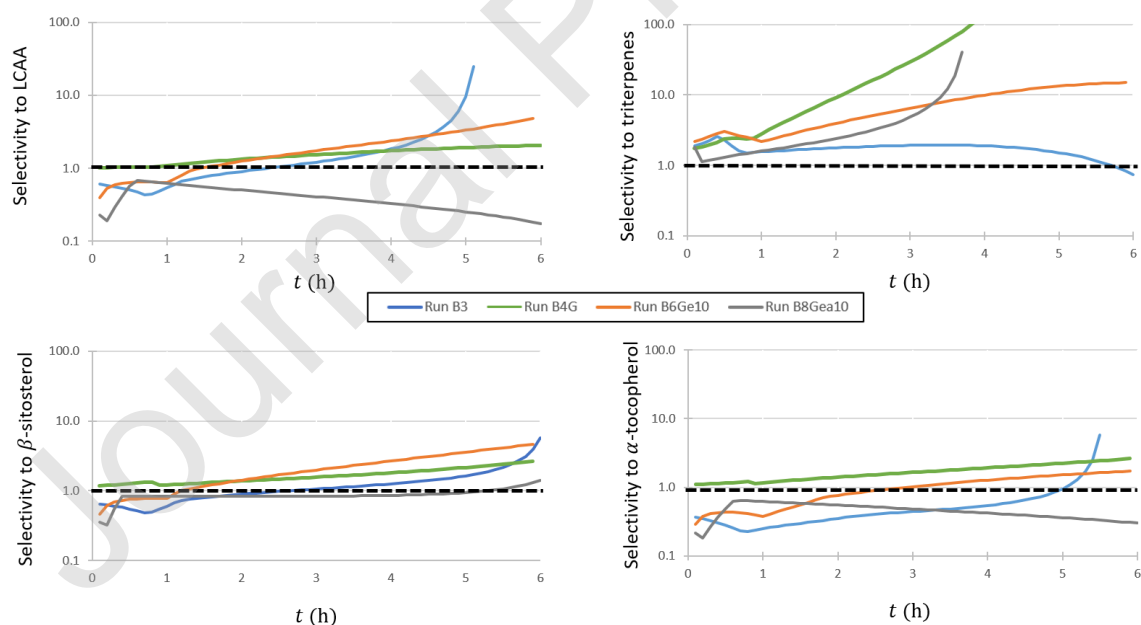 Journal P
Selectivity to LCAA
100.0
10.0
1.0
0.1
0 1 2 3 4 5 6
t (h)
Selectivity to triterpenes
100.0
10.0
1.0
0.1
0 1 2 3 4 5 6
t (h)
Run B3 Run B4G Run B6Ge10 Run B8Gea10
Selectivity to β-sitosterol
100.0
10.0
1.0
0.1
0 1 2 3 4 5 6
t (h)
Selectivity to α-tocopherol
100.0
10.0
1.0
0.1
0 1 2 3 4 5 6
t (h)